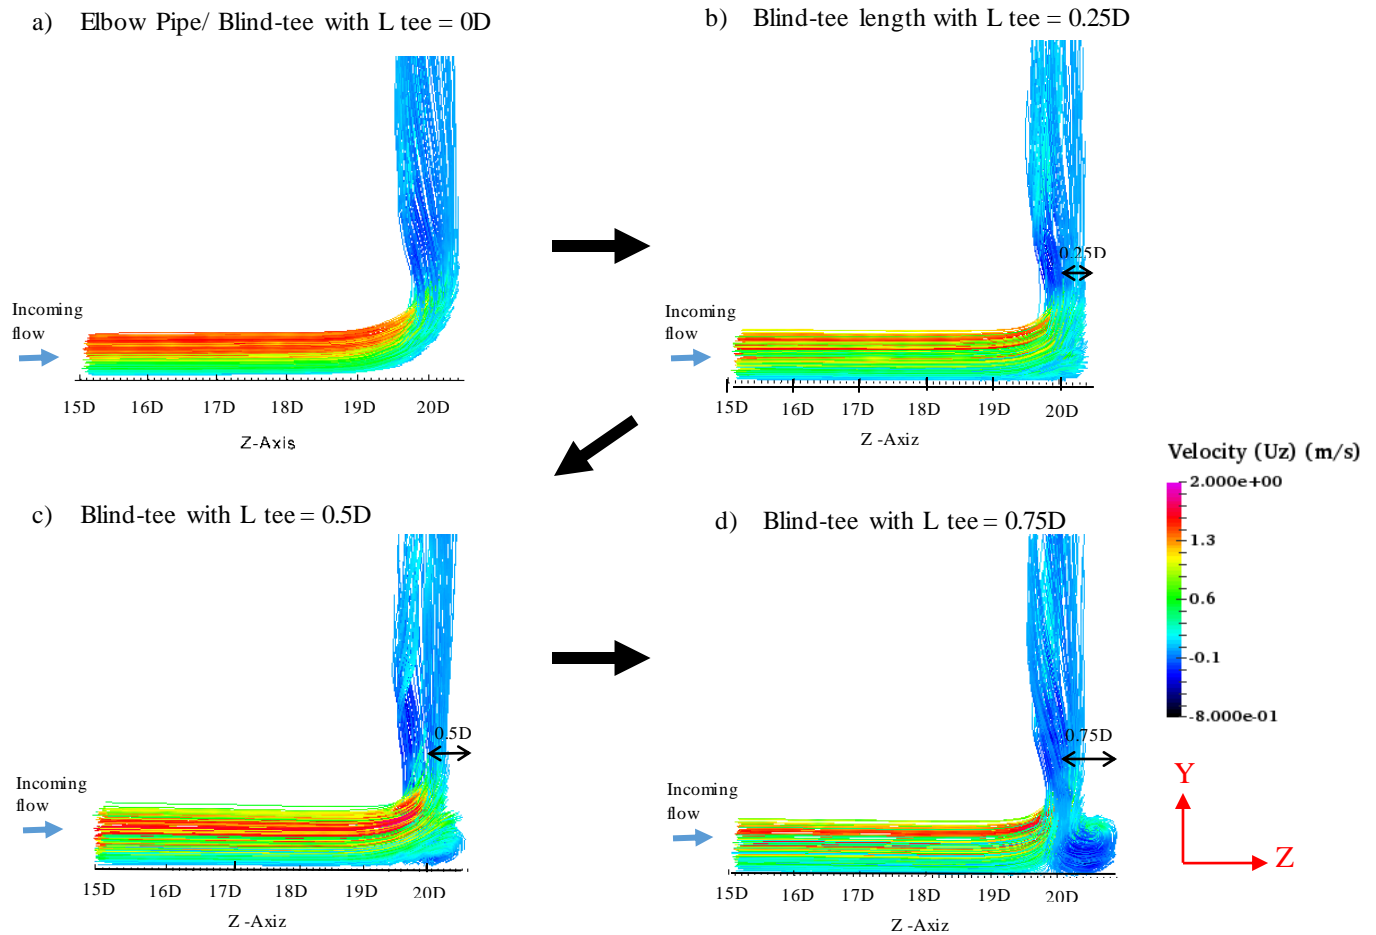 a) Elbow Pipe/ Blind-tee with L tee = 0D
b) Blind-tee length with L tee = 0.25D
Incoming
flow
15D 16D 17D 18D 19D 20D
Z-Axis
0.25D
Incoming
flow
15D 16D 17D 18D 19D 20D
Z -Axiz
c) Blind-tee with L tee = 0.5D
d) Blind-tee with L tee = 0.75D
0.5D
Incoming
flow
15D 16D 17D 18D 19D 20D
Z -Axiz
0.75D
Incoming
flow
15D 16D 17D 18D 19D 20D
Z -Axiz
Velocity (Uz) (m/s)
2.000e+00
1.3
0.6
-0.1
-8.000e-01
Y
Z